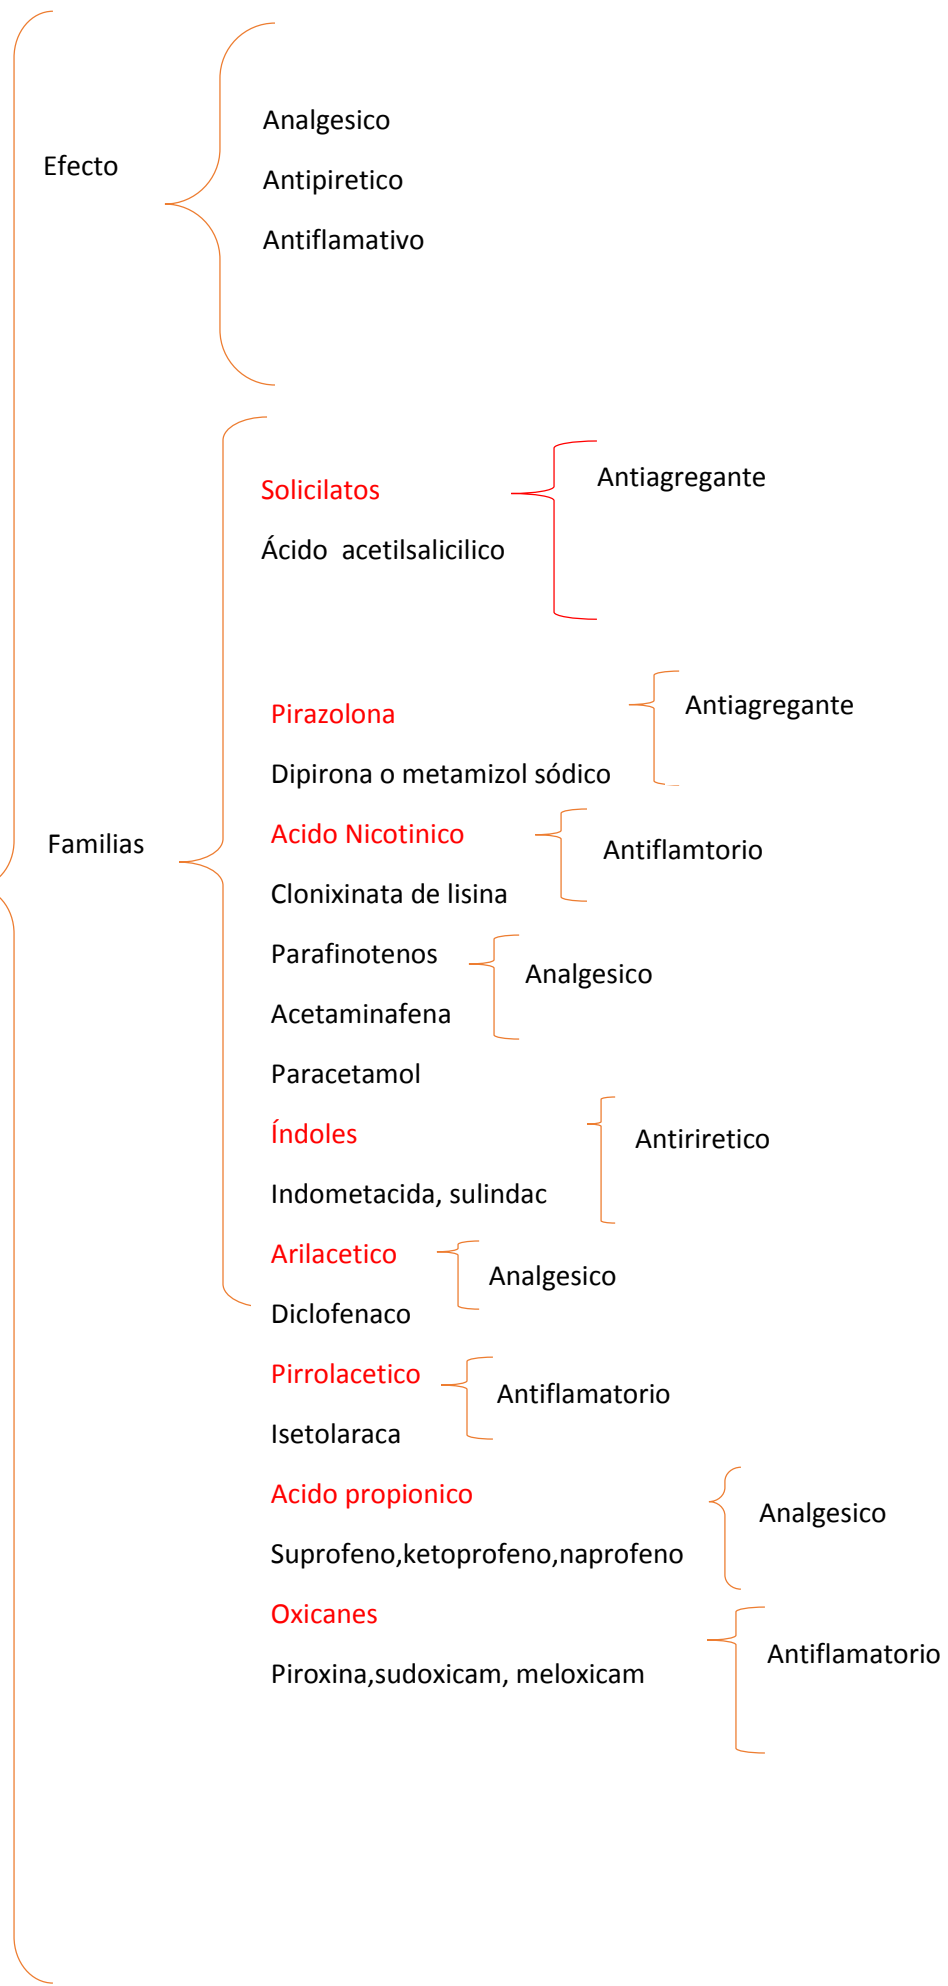 Efecto
Analgesico
Antipiretico
Antiflamativo
Familias
Solicilatos
Antiagregante
Ácido  acetilsalicilico
Pirazolona
Antiagregante
Dipirona o metamizol sódico
Acido Nicotinico
Antiflamtorio
Clonixinata de lisina
Parafinotenos
Analgesico
Acetaminafena
Paracetamol
Índoles
Antiriretico
Indometacida, sulindac
Arilacetico
Analgesico
Diclofenaco
Pirrolacetico
Antiflamatorio
Isetolaraca
Acido propionico
Analgesico
Suprofeno,ketoprofeno,naprofeno
Oxicanes
Antiflamatorio
Piroxina,sudoxicam, meloxicam